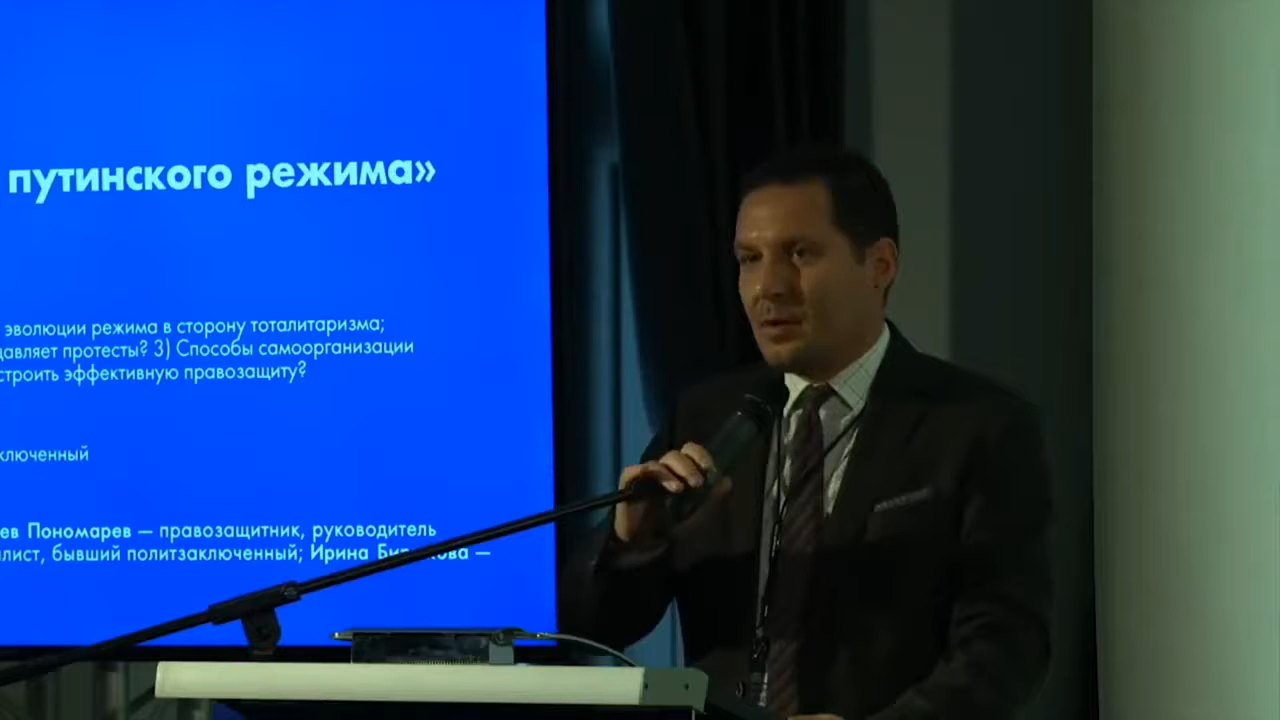 путинского режима»
эволюции режима в сторону тоталитаризма;
давляет протесты? 3) Способы самоорганизации
строить эффективную правозащиту?
ключенный
ев Пономарев — правозащитник, руководитель
лист, бывший политзаключенный; Ирина —